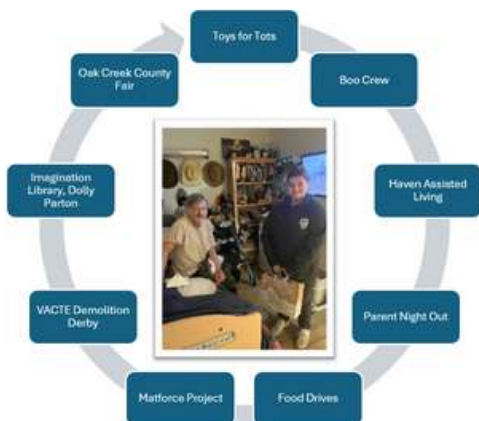 Toys for Tots
Boo Crew
Haven Assisted
Living
Parent Night Out
Food Drives
Matforce Project
VACTE Demolition
Derby
Imagination
Library, Dolly
Parton
Oak Creek County
Fair